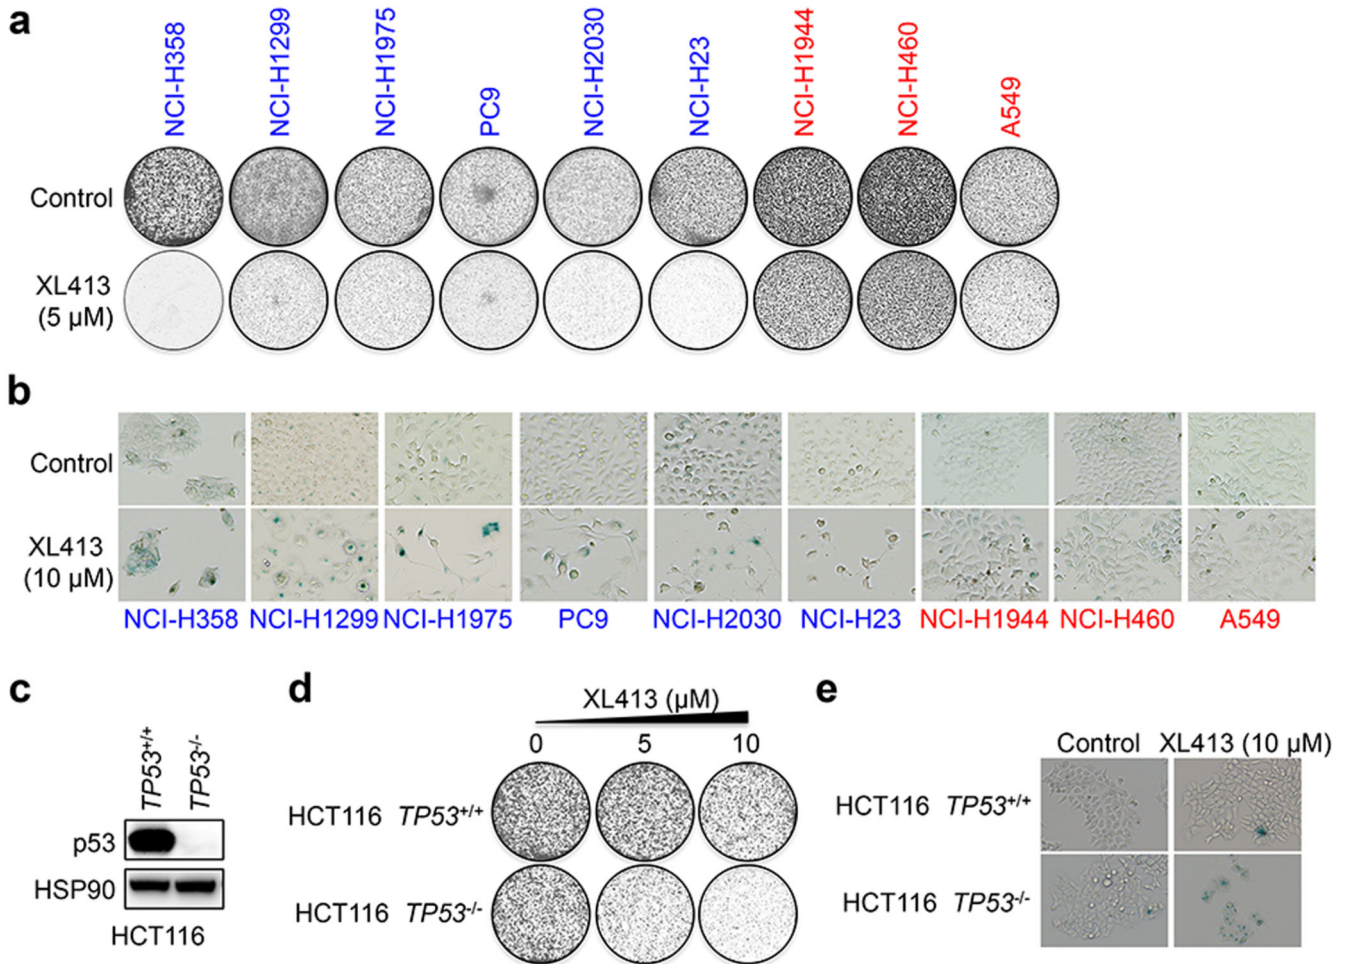 a
NCI-H358
NCI-H1299
NCI-H1975
PC9
NCI-H2030
NCI-H23
NCI-H1944
NCI-H460
A549
Control
XL413
(5 µM)
b
Control
XL413
(10 µM)
NCI-H358 NCI-H1299 NCI-H1975 PC9 NCI-H2030 NCI-H23 NCI-H1944 NCI-H460 A549
c
TP53+/+
TP53-/-
p53
HSP90
HCT116
d
XL413 (µM)
0 5 10
HCT116 TP53+/+
HCT116 TP53-/-
e
Control XL413 (10 µM)
HCT116 TP53+/+
HCT116 TP53-/-